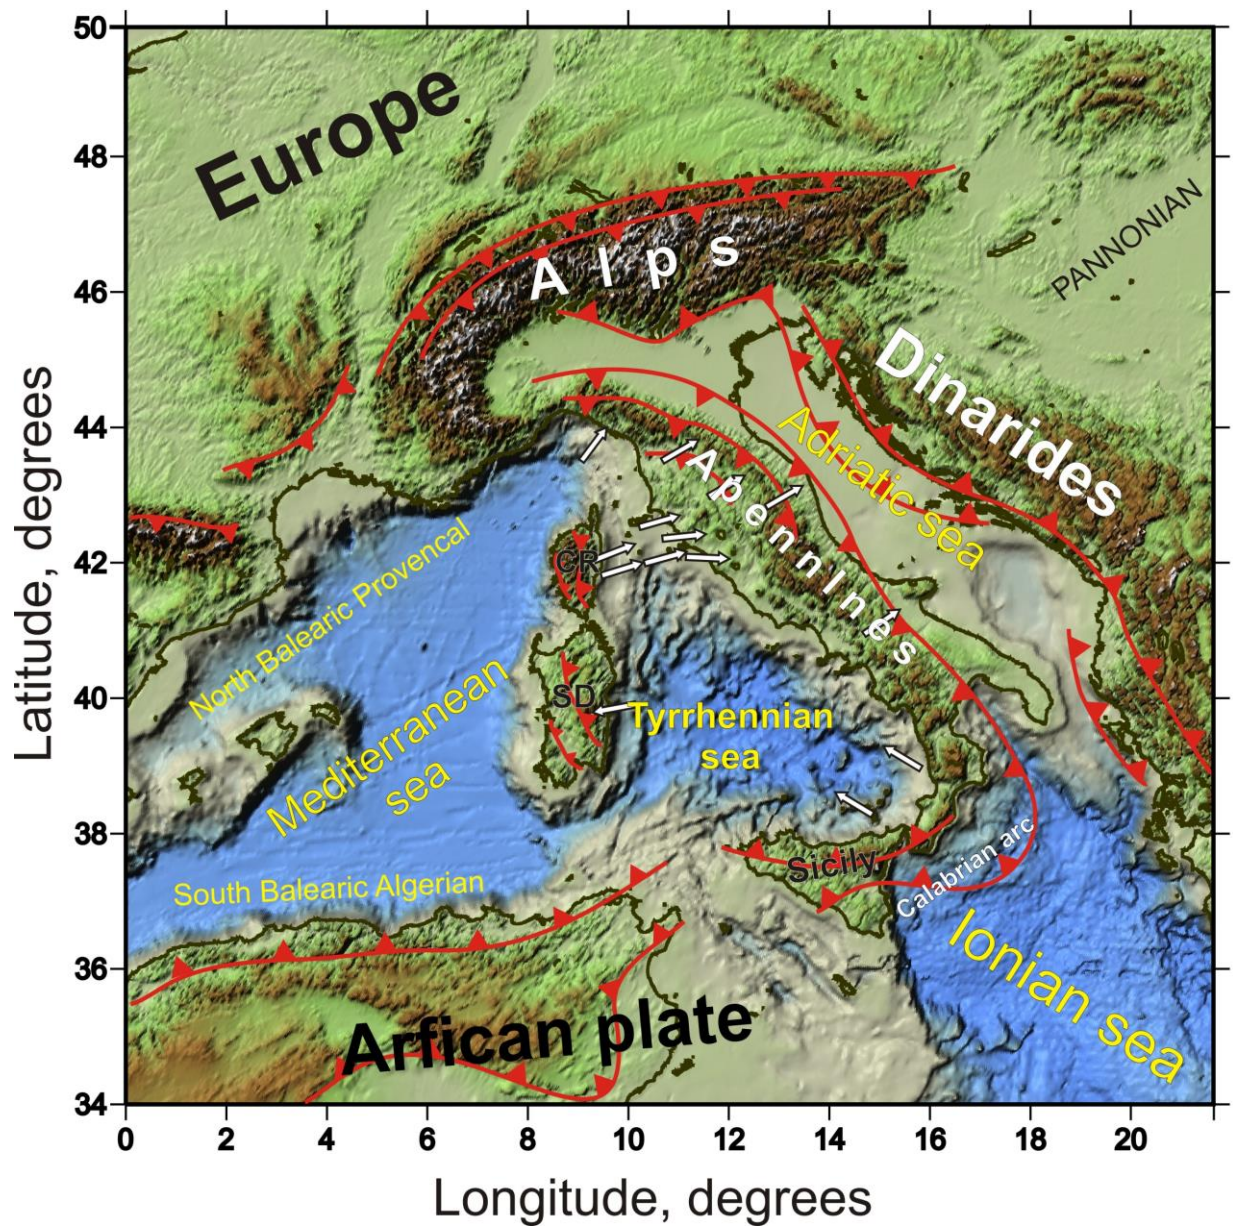 50
48
46
44
42
40
38
36
34
Latitude, degrees
Europe
Alps
PANNONIAN
Dinarides
Adriatic sea
ApennInes
North Balearic Provencal
CR
SD
Mediterranean
sea
Tyrrhennian
sea
South Balearic Algerian
Sicily
Calabrian arc
Ionian sea
Arfican plate
0 2 4 6 8 10 12 14 16 18 20
Longitude, degrees